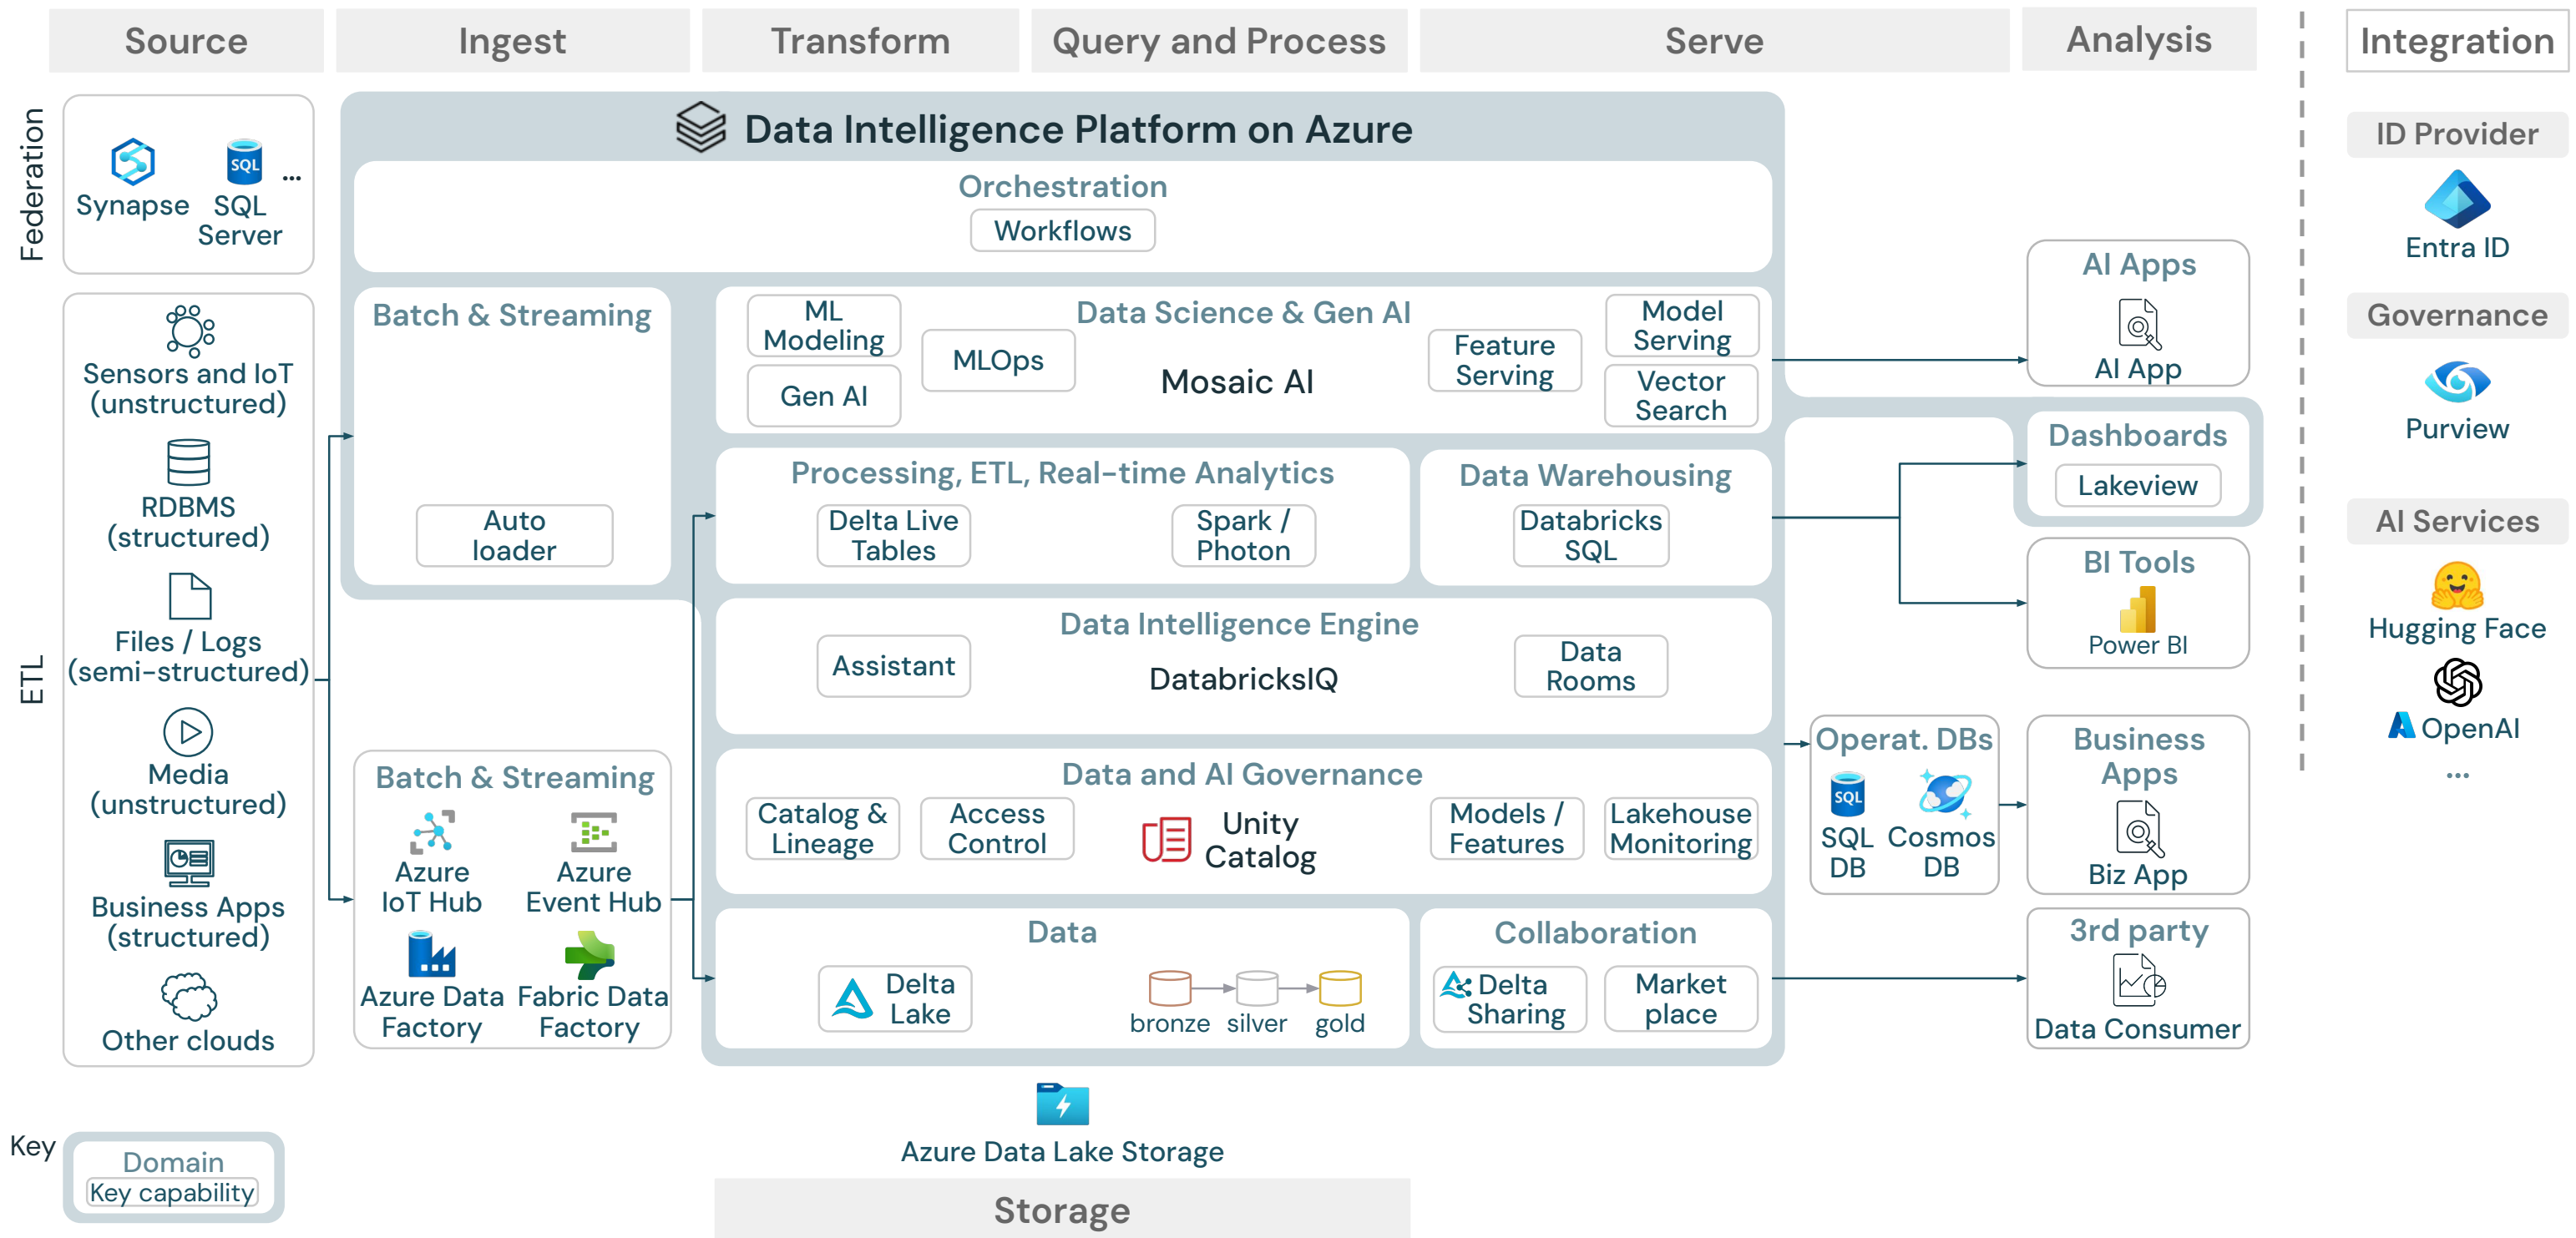 Source
Ingest
Transform
Query and Process
Serve
Analysis
Integration
Federation
Synapse
SQL
SQL
Server
...
ETL
Sensors and IoT
(unstructured)
RDBMS
(structured)
Files / Logs
(semi-structured)
Media
(unstructured)
Business Apps
(structured)
Other clouds
Data Intelligence Platform on Azure
Orchestration
Workflows
Batch & Streaming
Auto
loader
Batch & Streaming
Azure
IoT Hub
Azure
Event Hub
Azure Data
Factory
Fabric Data
Factory
Data Science & Gen AI
ML
Modeling
Gen AI
MLOps
Mosaic AI
Feature
Serving
Model
Serving
Vector
Search
Processing, ETL, Real-time Analytics
Delta Live
Tables
Spark /
Photon
Data Warehousing
Databricks
SQL
Data Intelligence Engine
Assistant
DatabricksIQ
Data
Rooms
Data and AI Governance
Catalog &
Lineage
Access
Control
Unity
Catalog
Models /
Features
Lakehouse
Monitoring
Data
Delta
Lake
bronze
silver
gold
Collaboration
Delta
Sharing
Market
place
Operat. DBs
SQL
SQL
DB
Cosmos
DB
AI Apps
AI App
Dashboards
Lakeview
BI Tools
Power BI
Business
Apps
Biz App
3rd party
Data Consumer
ID Provider
Entra ID
Governance
Purview
AI Services
Hugging Face
OpenAI
...
Azure Data Lake Storage
Storage
Key
Domain
Key capability